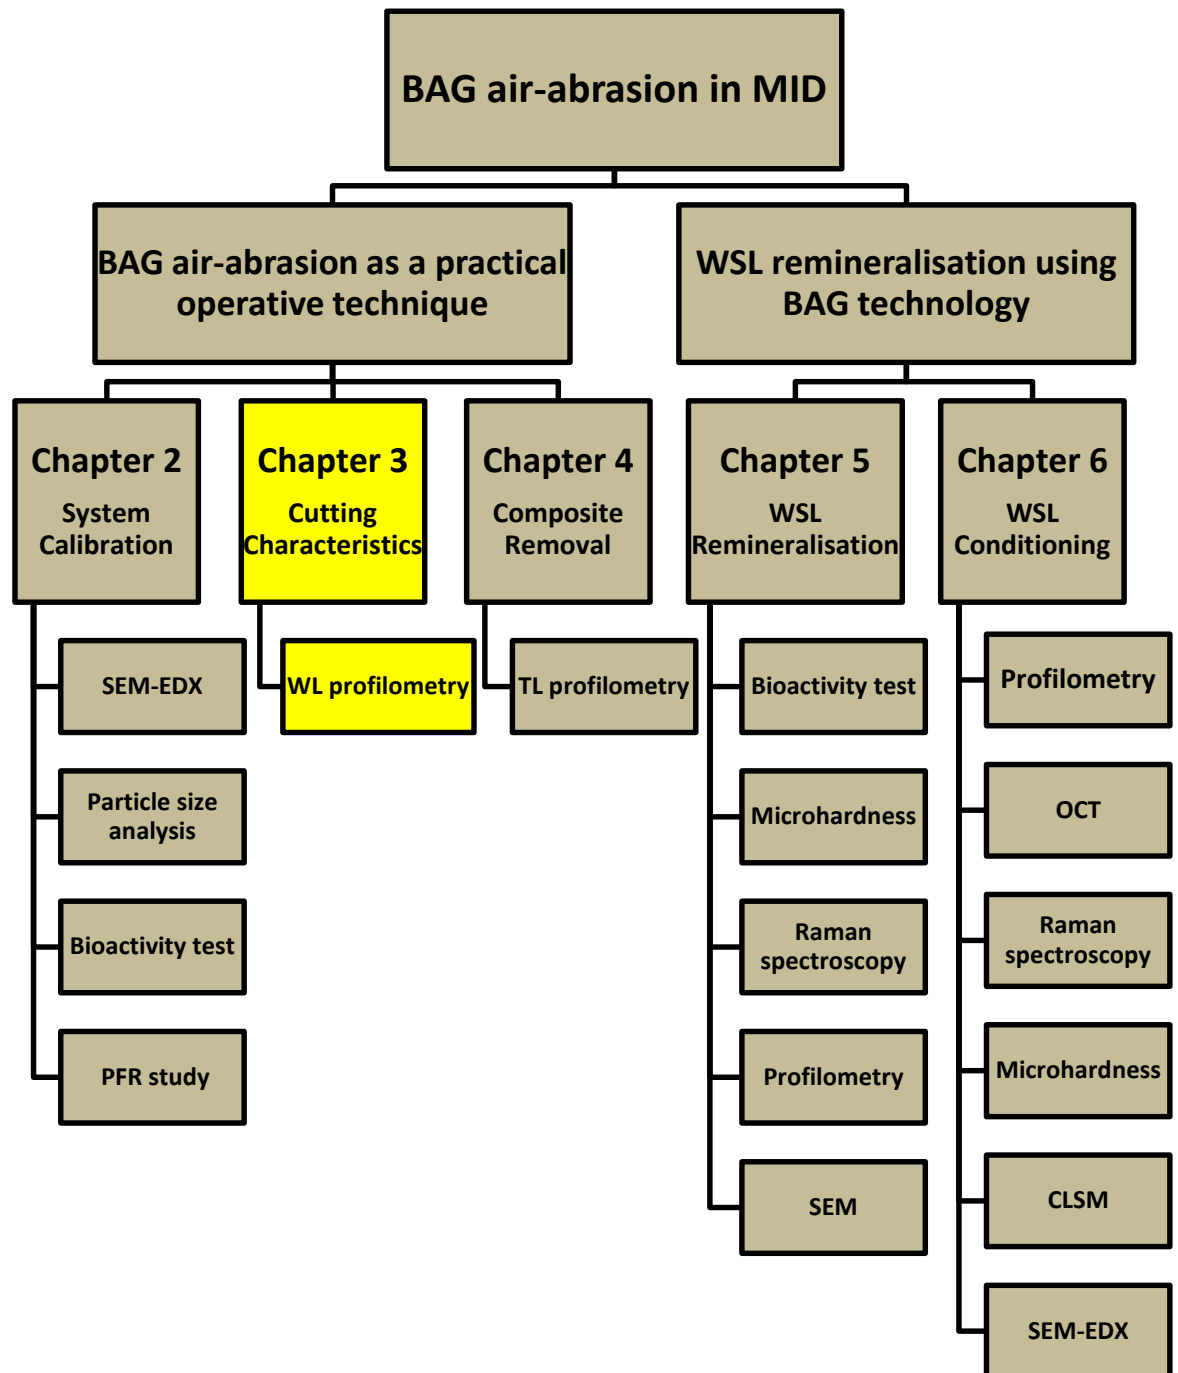 BAG air-abrasion in MID
BAG air-abrasion as a practical
operative technique
WSL remineralisation using
BAG technology
Chapter 2
System
Calibration
Chapter 3
Cutting
Characteristics
Chapter 4
Composite
Removal
Chapter 5
WSL
Remineralisation
Chapter 6
WSL
Conditioning
SEM-EDX
Particle size
analysis
Bioactivity test
PFR study
WL profilometry
TL profilometry
Bioactivity test
Microhardness
Raman
spectroscopy
Profilometry
SEM
Profilometry
OCT
Raman
spectroscopy
Microhardness
CLSM
SEM-EDX